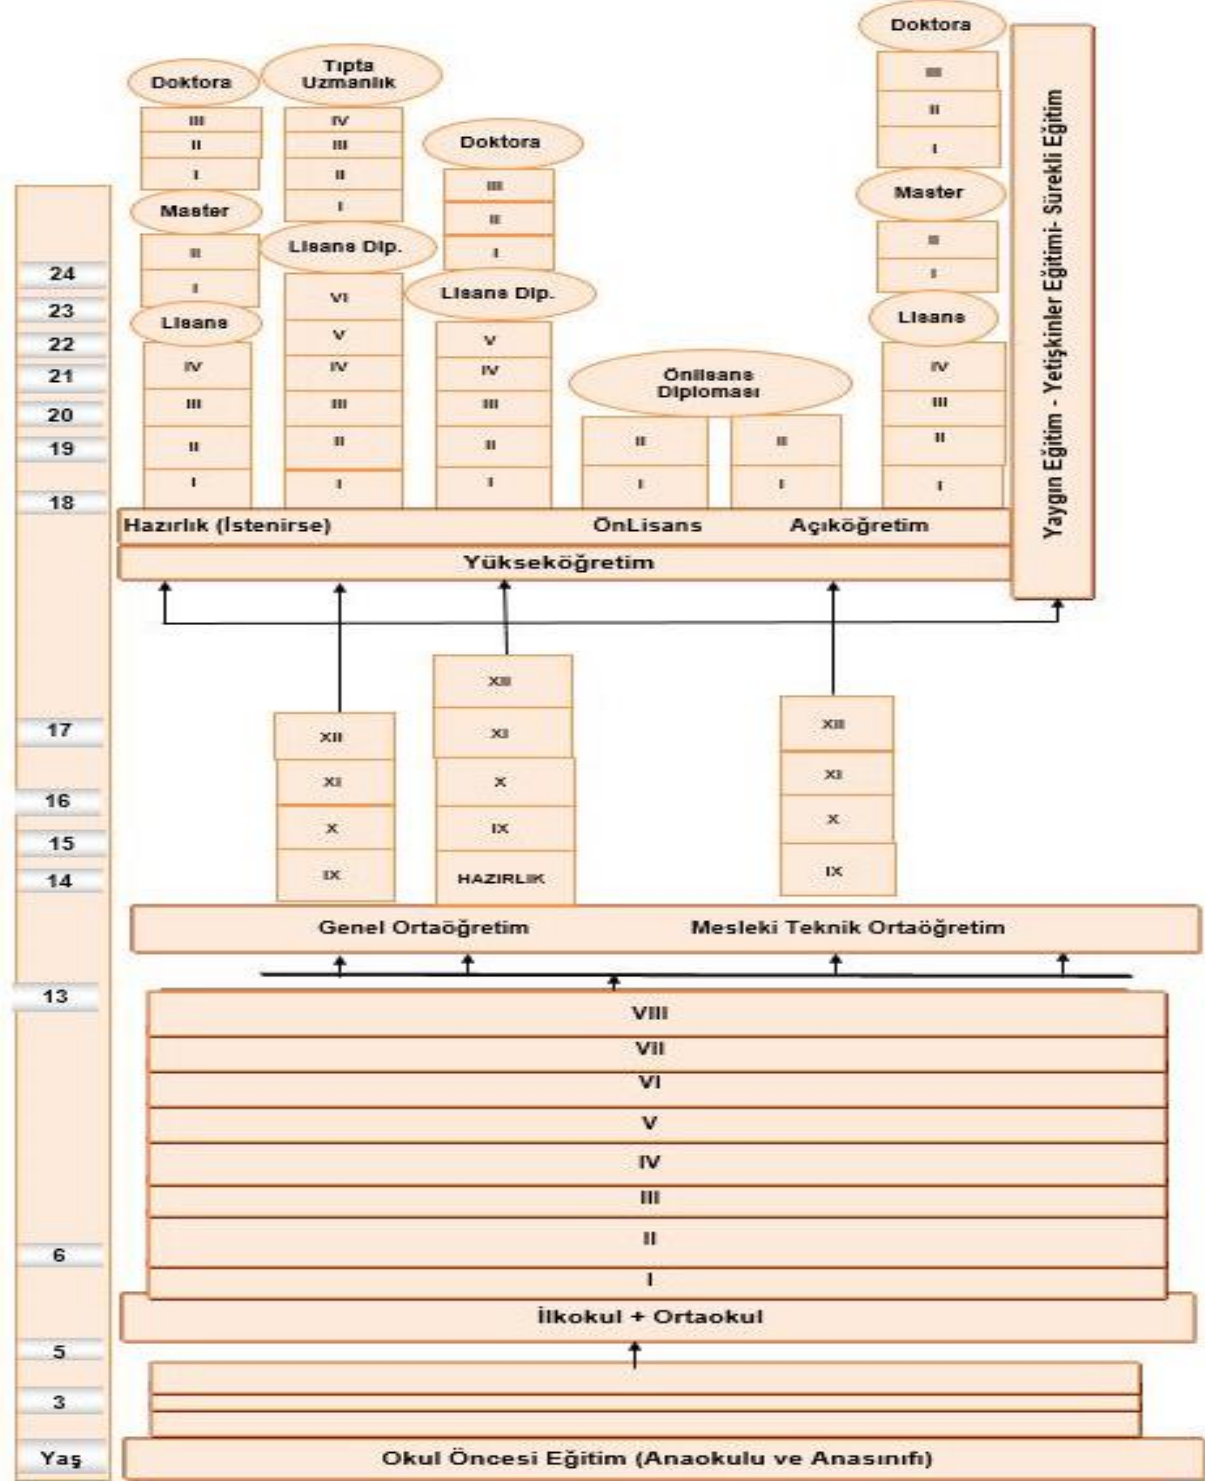 Doktora
III
II
I
Master
II
I
Lisans
IV
III
II
I
Tıpta
Uzmanlık
IV
III
II
I
Lisans Dip.
VI
V
IV
III
II
I
Doktora
III
II
I
Lisans Dip.
V
IV
III
II
I
Önlisans
Diploması
II
I
II
I
Doktora
III
II
I
Master
II
I
Lisans
IV
III
II
I
Yaygın Eğitim - Yetişkinler Eğitimi- Sürekli Eğitim
Hazırlık (İstenirse)
ÖnLisans
Açıköğretim
Yükseköğretim
XII
XI
X
IX
XII
XI
X
IX
HAZIRLIK
XII
XI
X
IX
Genel Ortaöğretim
Mesleki Teknik Ortaöğretim
VIII
VII
VI
V
IV
III
II
I
İlkokul + Ortaokul
Okul Öncesi Eğitim (Anaokulu ve Anasınıfı)
24
23
22
21
20
19
18
17
16
15
14
13
6
5
3
Yaş